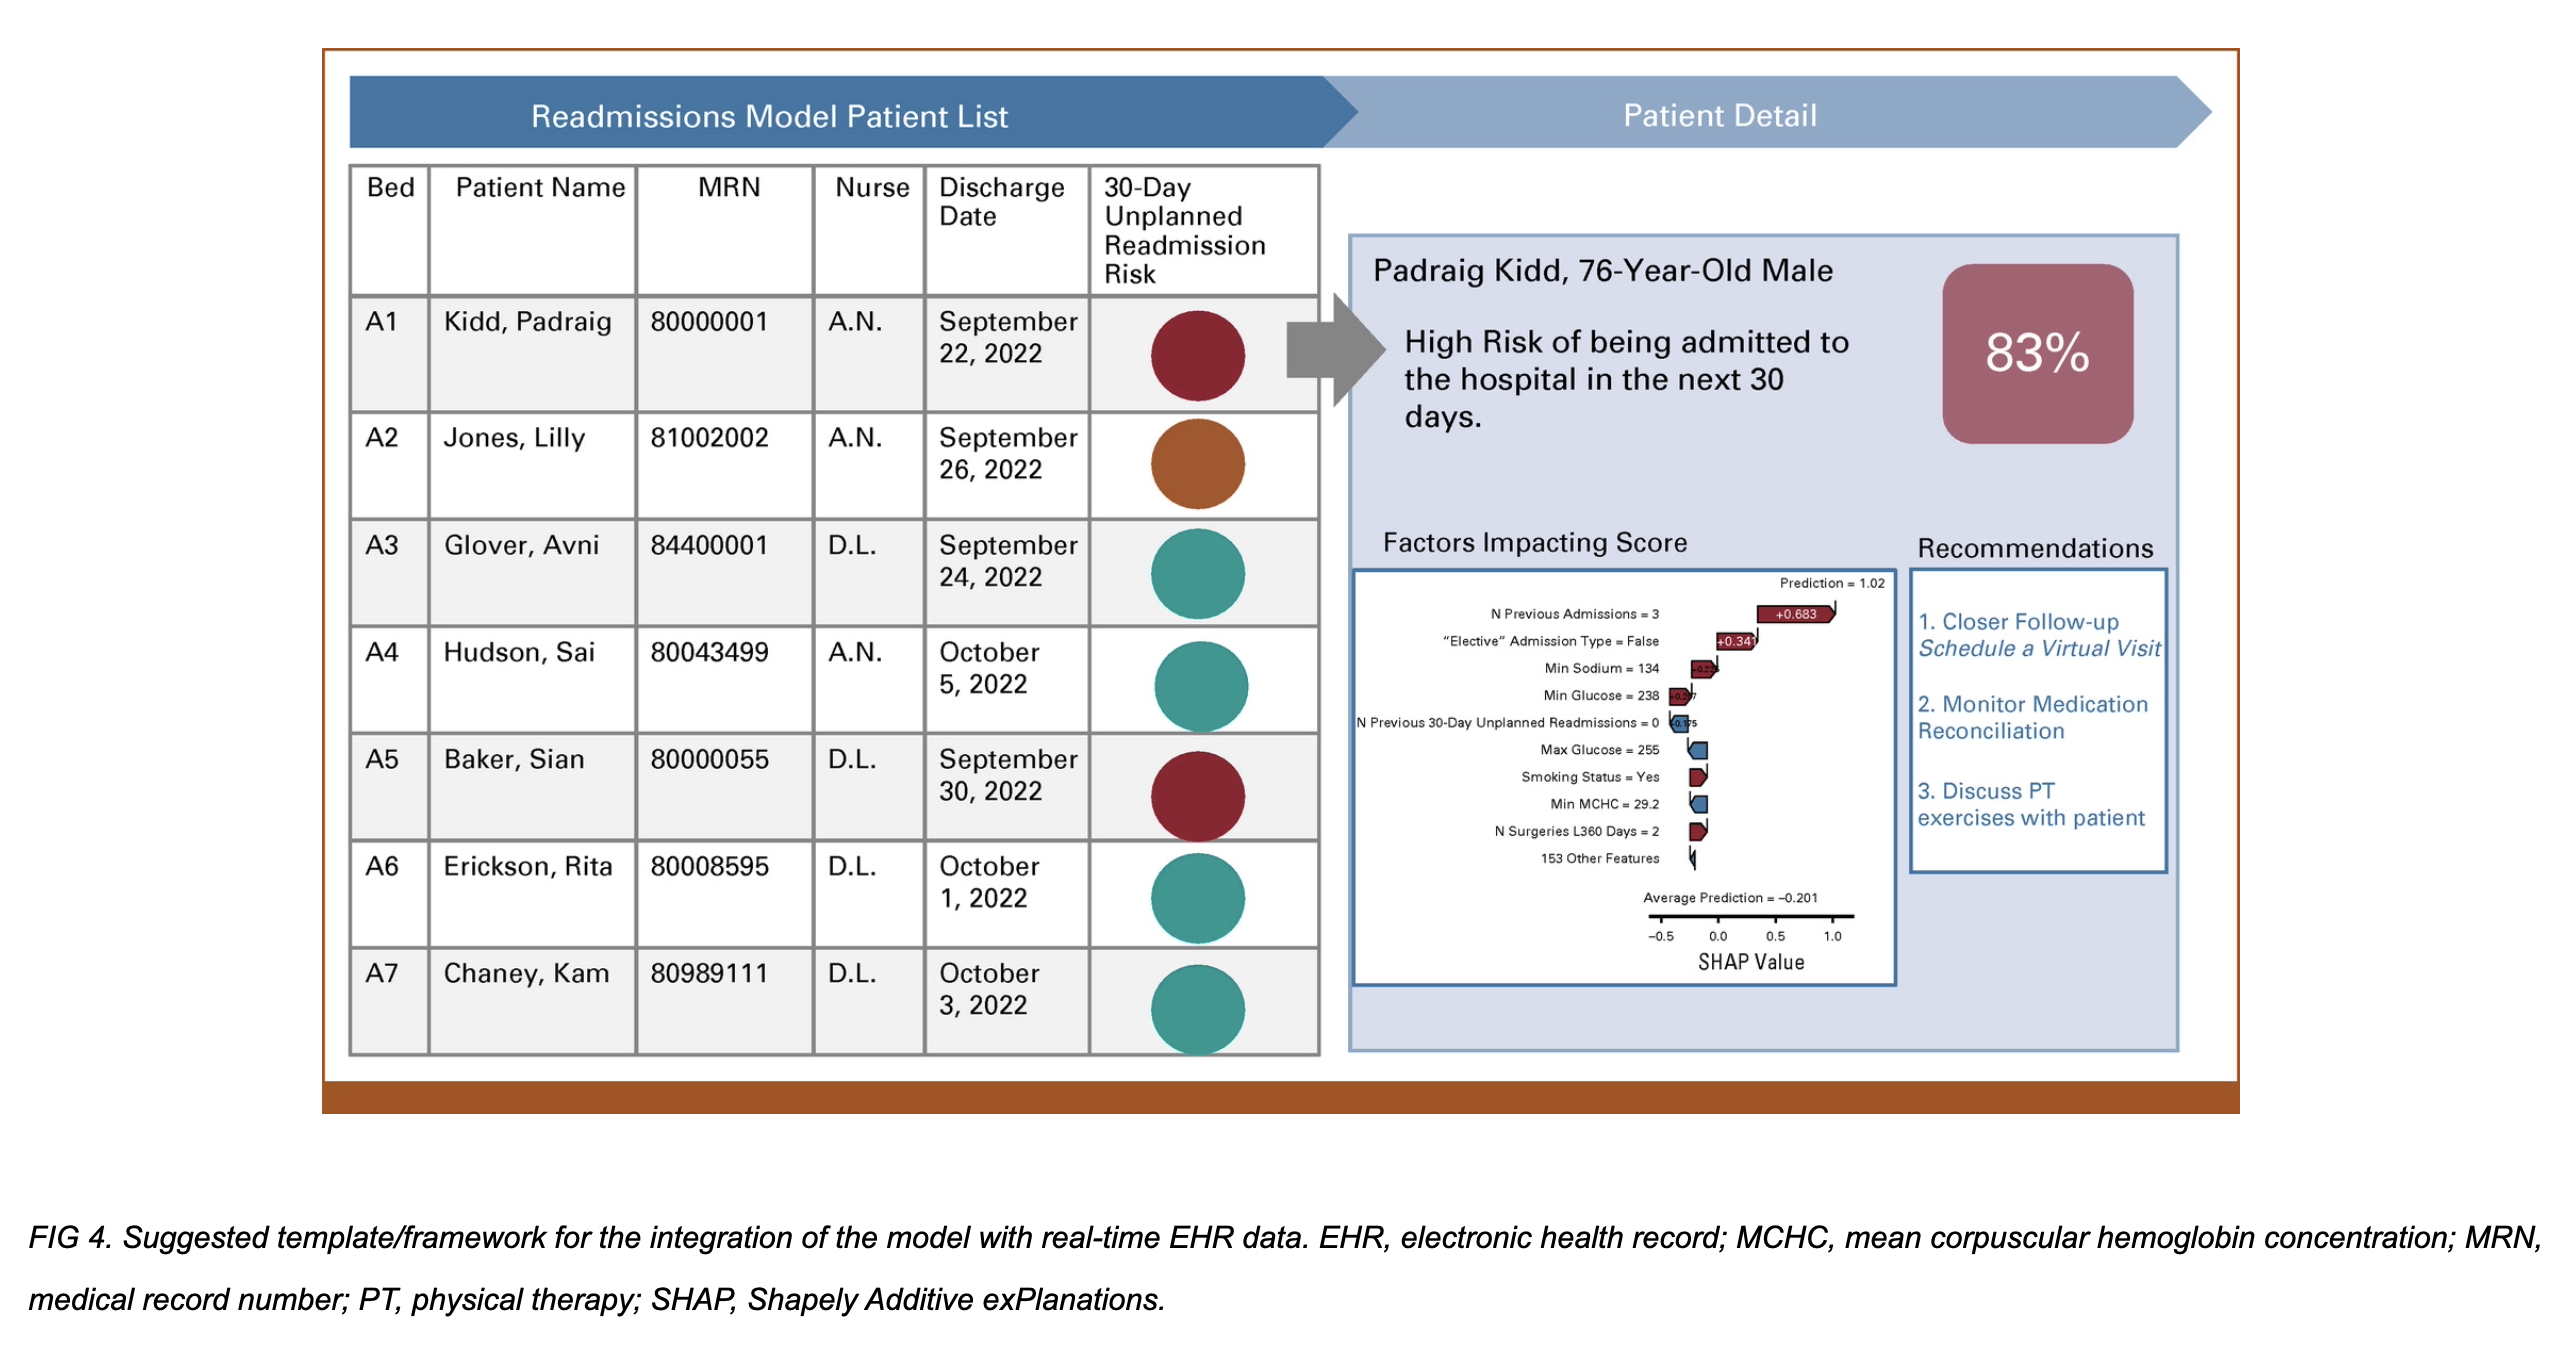 Readmissions Model Patient List
Patient Detail
Bed Patient Name MRN Nurse Discharge Date 30-Day Unplanned Readmission Risk
A1 Kidd, Padraig 80000001 A.N. September 22, 2022
A2 Jones, Lilly 81002002 A.N. September 26, 2022
A3 Glover, Avni 84400001 D.L. September 24, 2022
A4 Hudson, Sai 80043499 A.N. October 5, 2022
A5 Baker, Sian 80000055 D.L. September 30, 2022
A6 Erickson, Rita 80008595 D.L. October 1, 2022
A7 Chaney, Kam 80989111 D.L. October 3, 2022
Padraig Kidd, 76-Year-Old Male
High Risk of being admitted to
the hospital in the next 30
days.
83%
Factors Impacting Score
Prediction = 1.02
N Previous Admissions = 3 +0.683
“Elective” Admission Type = False +0.341
Min Sodium = 134
Min Glucose = 238
N Previous 30-Day Unplanned Readmissions = 0
Max Glucose = 255
Smoking Status = Yes
Min MCHC = 29.2
N Surgeries L360 Days = 2
153 Other Features
Average Prediction = –0.201
–0.5 0.0 0.5 1.0
SHAP Value
Recommendations
1. Closer Follow-up
Schedule a Virtual Visit
2. Monitor Medication
Reconciliation
3. Discuss PT
exercises with patient
FIG 4. Suggested template/framework for the integration of the model with real-time EHR data. EHR, electronic health record; MCHC, mean corpuscular hemoglobin concentration; MRN,
medical record number; PT, physical therapy; SHAP, Shapely Additive exPlanations.